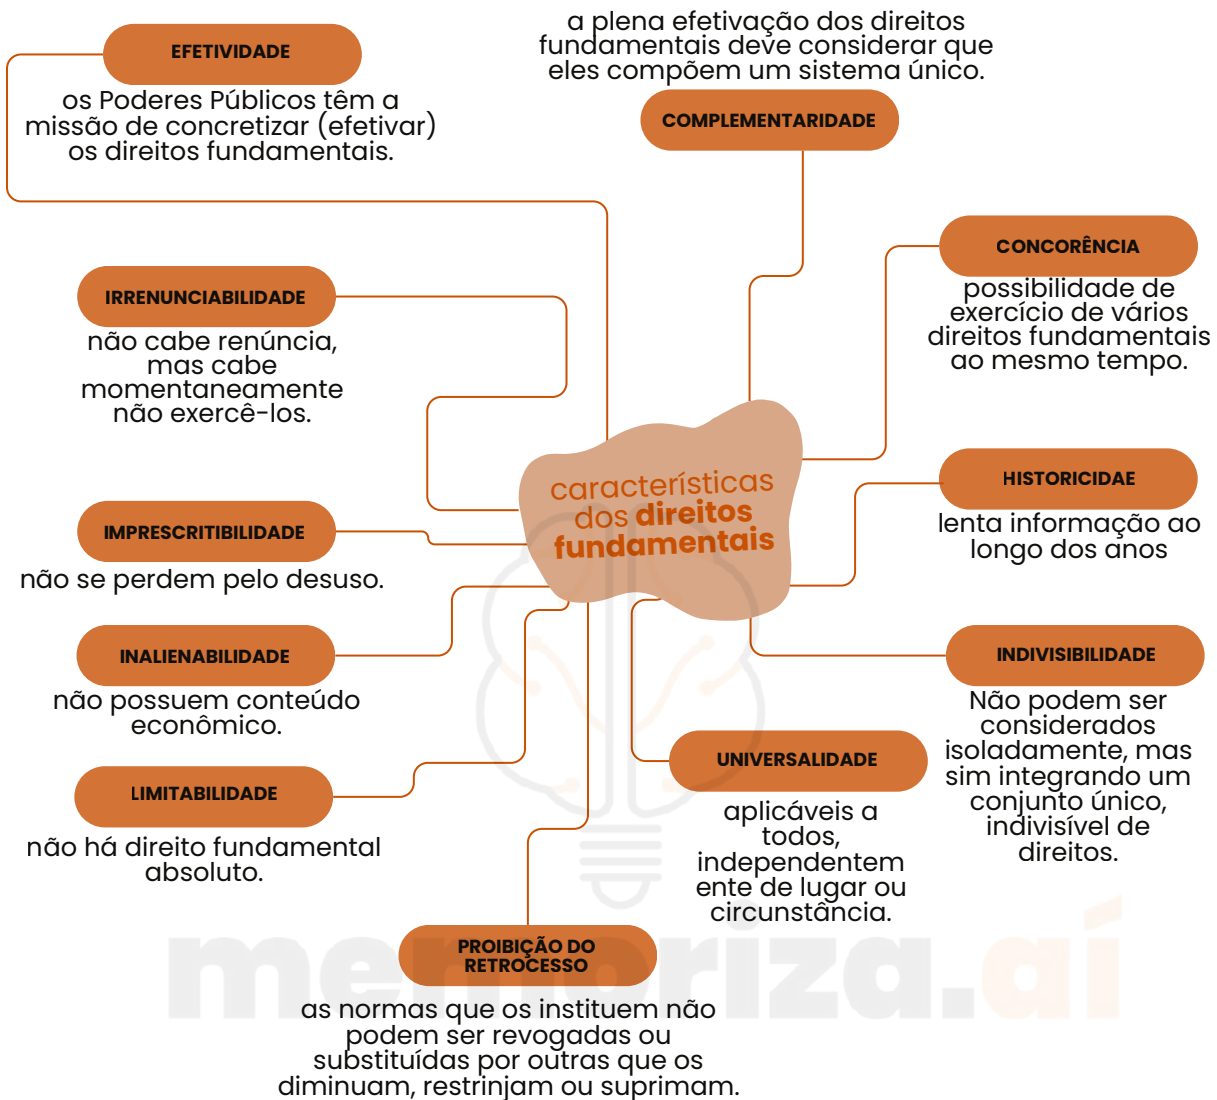 EFETIVIDADE
os Poderes Públicos têm a
missão de concretizar (efetivar)
os direitos fundamentais.
a plena efetivação dos direitos
fundamentais deve considerar que
eles compõem um sistema único.
COMPLEMENTARIDADE
CONCORÊNCIA
possibilidade de
exercício de vários
direitos fundamentais
ao mesmo tempo.
IRRENUNCIABILIDADE
não cabe renúncia,
mas cabe
momentaneamente
não exercê-los.
características
dos direitos
fundamentais
HISTORICIDAE
lenta informação ao
longo dos anos
IMPRESCRITIBILIDADE
não se perdem pelo desuso.
INALIENABILIDADE
não possuem conteúdo
econômico.
INDIVISIBILIDADE
Não podem ser
considerados
isoladamente, mas
sim integrando um
conjunto único,
indivisível de
direitos.
LIMITABILIDADE
não há direito fundamental
absoluto.
UNIVERSALIDADE
aplicáveis a
todos,
independentem
ente de lugar ou
circunstância.
PROIBIÇÃO DO
RETROCESSO
as normas que os instituem não
podem ser revogadas ou
substituídas por outras que os
diminuam, restrinjam ou suprimam.
memoriza.aí